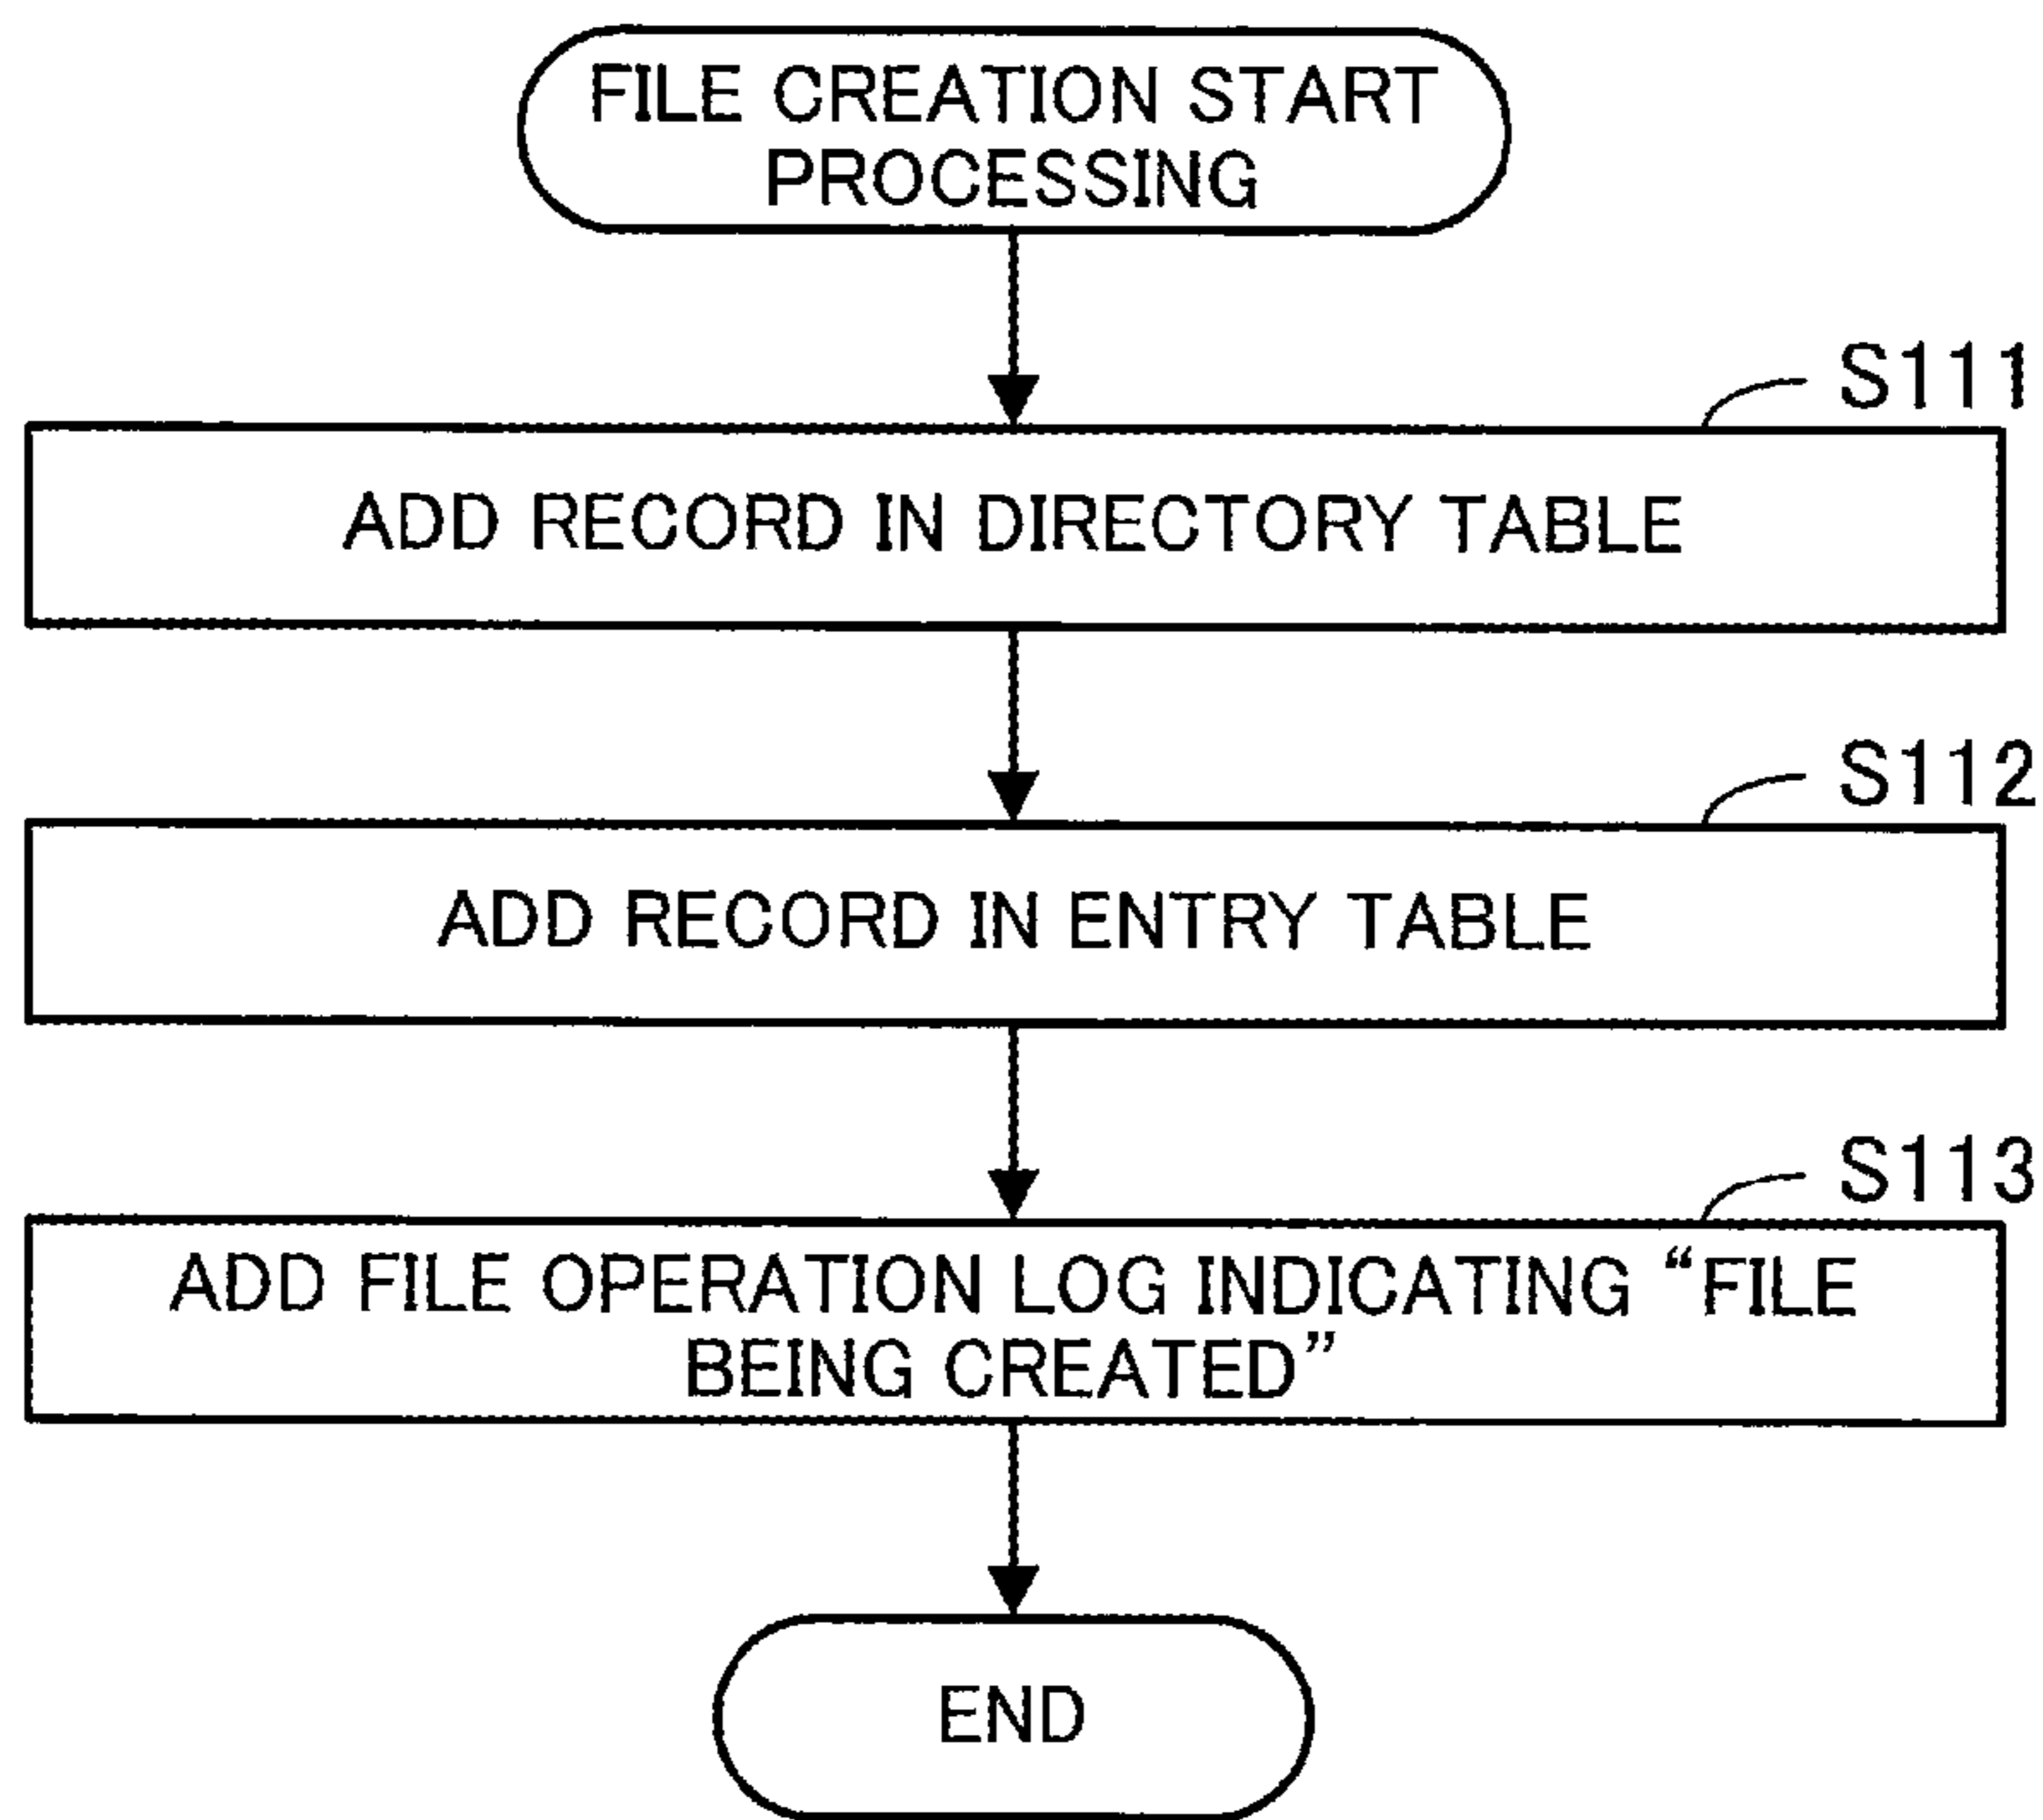 FILE CREATION START
PROCESSING
S111
ADD RECORD IN DIRECTORY TABLE
S112
ADD RECORD IN ENTRY TABLE
S113
ADD FILE OPERATION LOG INDICATING “FILE
BEING CREATED”
END